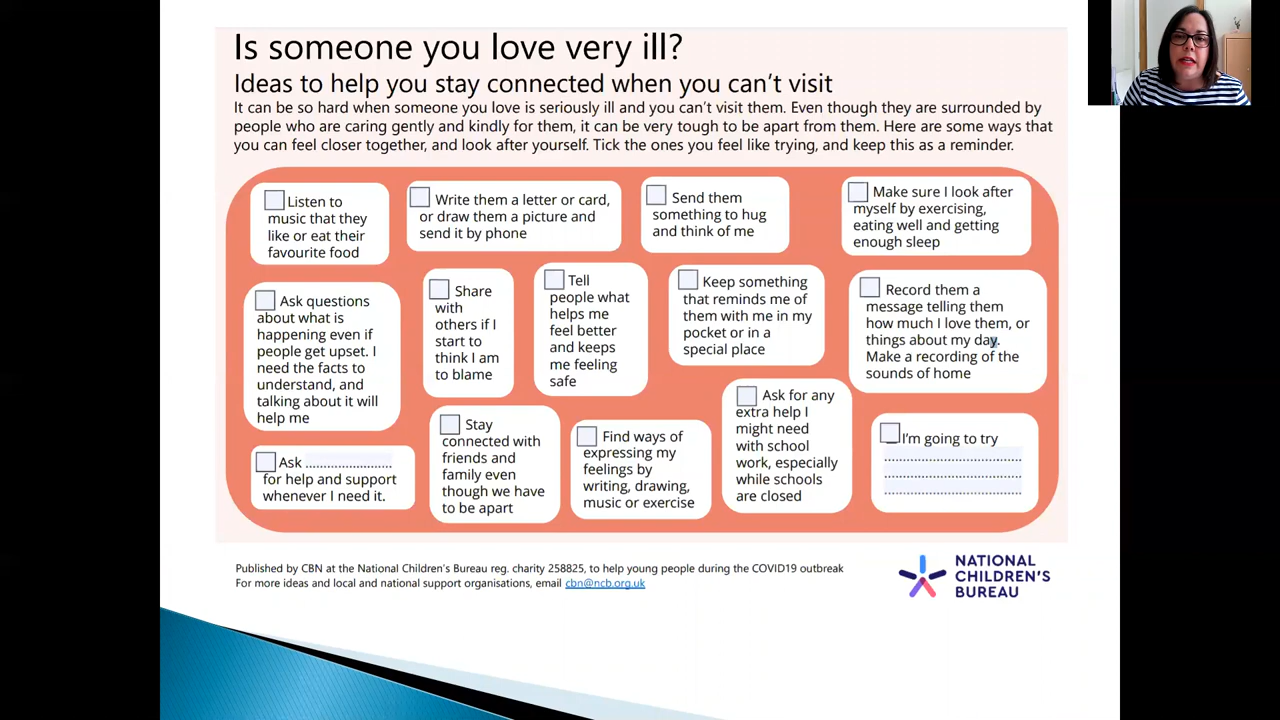 Is someone you love very ill?
Ideas to help you stay connected when you can't visit
It can be so hard when someone you love is seriously ill and you can't visit them. Even though they are surrounded by
people who are caring gently and kindly for them, it can be very tough to be apart from them. Here are some ways that
you can feel closer together, and look after yourself. Tick the ones you feel like trying, and keep this as a reminder.
Listen to
music that they
like or eat their
favourite food
Write them a letter or card,
or draw them a picture and
send it by phone
Send them
something to hug
and think of me
Make sure I look after
myself by exercising,
eating well and getting
enough sleep
Ask questions
about what is
happening even if
people get upset. I
need the facts to
understand, and
talking about it will
help me
Share
with
others if I
start to
think I am
to blame
Tell
people what
helps me
feel better
and keeps
me feeling
safe
Keep something
that reminds me of
them with me in my
pocket or in a
special place
Record them a
message telling them
how much I love them, or
things about my day.
Make a recording of the
sounds of home
Ask ........................
for help and support
whenever I need it.
Stay
connected with
friends and
family even
though we have
to be apart
Find ways of
expressing my
feelings by
writing, drawing,
music or exercise
Ask for any
extra help I
might need
with school
work, especially
while schools
are closed
I'm going to try
.......................................
.......................................
.......................................
Published by CBN at the National Children's Bureau reg. charity 258825, to help young people during the COVID19 outbreak
For more ideas and local and national support organisations, email cbn@ncb.org.uk
NATIONAL
CHILDREN'S
BUREAU